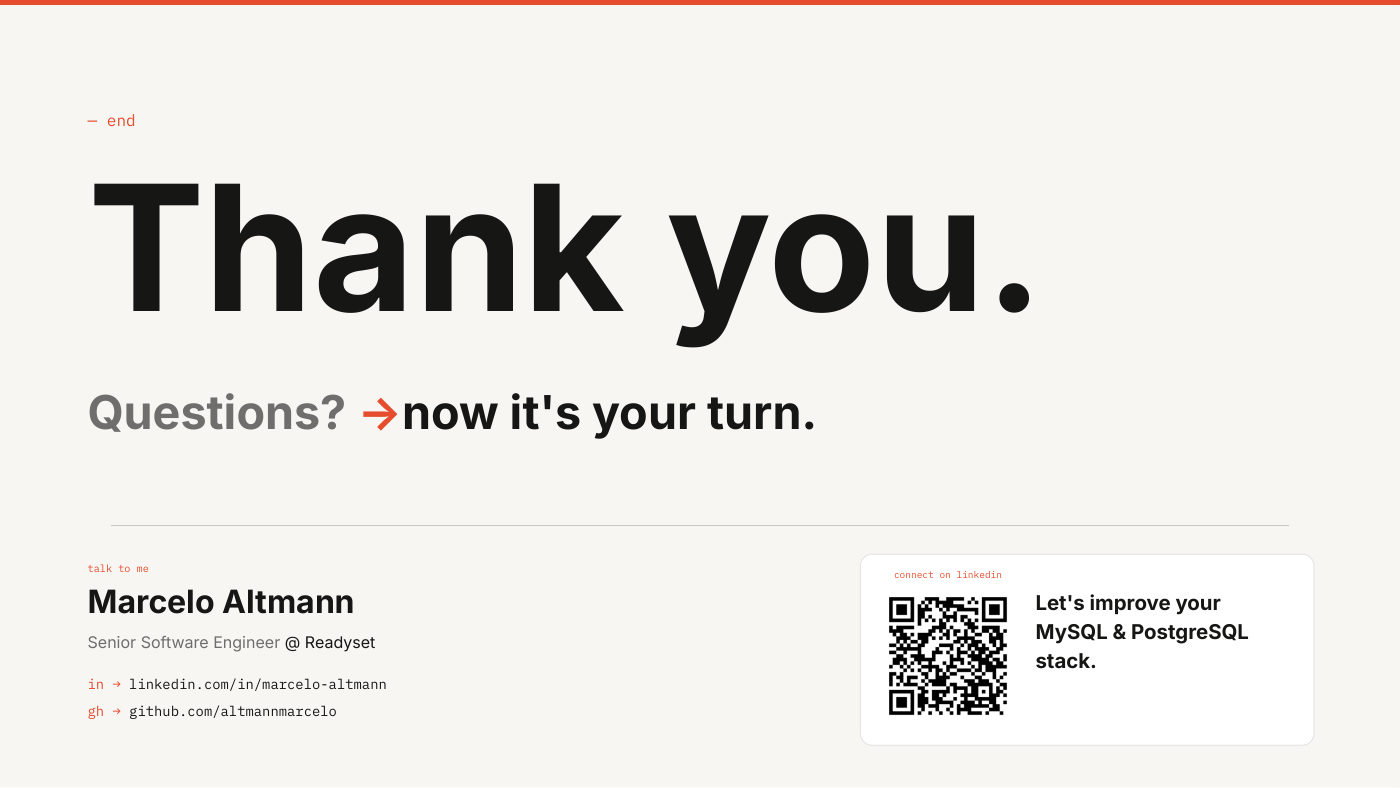 — end
Thank you.
Questions? →now it's your turn.
talk to me
Marcelo Altmann
Senior Software Engineer @ Readyset
in → linkedin.com/in/marcelo-altmann
gh → github.com/altmannmarcelo
connect on linkedin
Let's improve your
MySQL & PostgreSQL
stack.